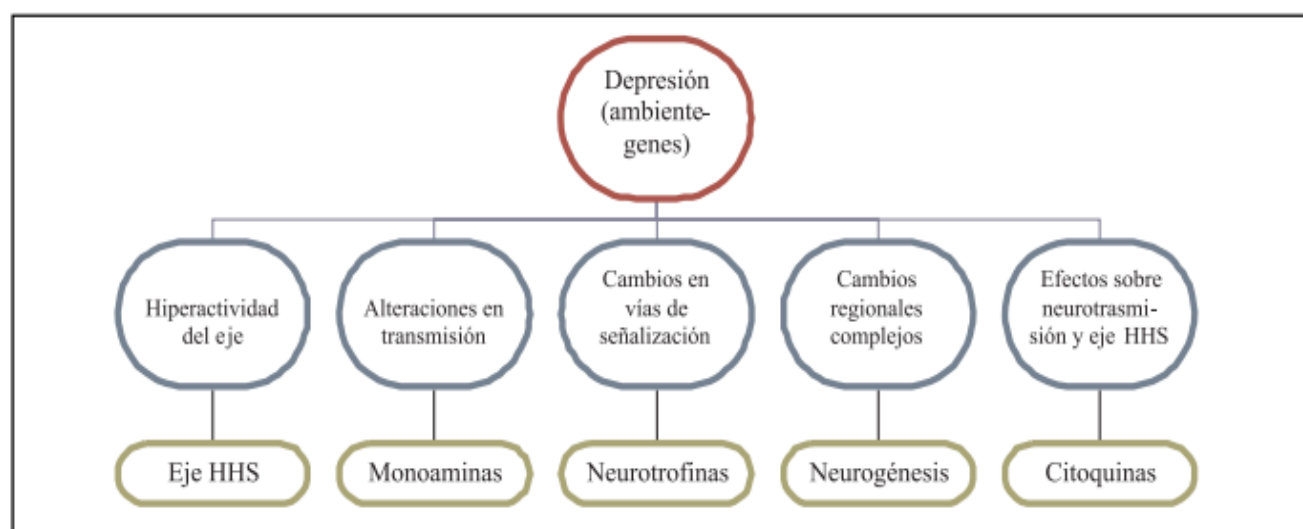 Depresión
(ambiente-
genes)
Hiperactividad
del eje
Alteraciones en
transmisión
Cambios en
vías de
señalización
Cambios
regionales
complejos
Efectos sobre
neurotrasmi-
sión y eje HHS
Eje HHS
Monoaminas
Neurotrofinas
Neurogénesis
Citoquinas